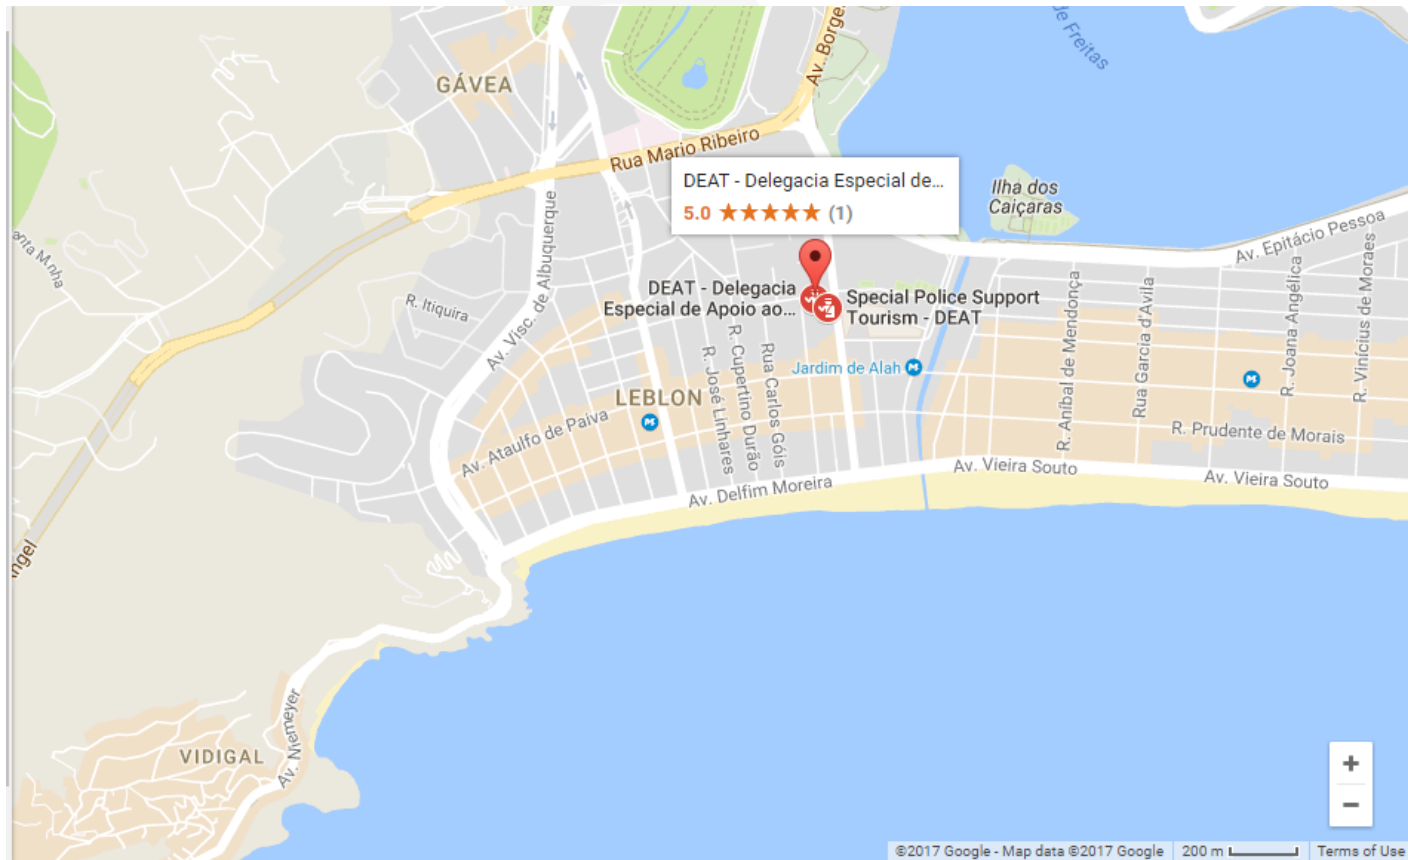 de Freitas
Av. Borge
GÁVEA
Rua Mario Ribeiro
DEAT - Delegacia Especial de...
5.0 ★★★★★ (1)
Ilha dos
Caiçaras
Av. Epitácio Pessoa
Av. Visc. de Albuquerque
R. Itiquira
DEAT - Delegacia
Especial de Apoio ao...
Special Police Support
Tourism - DEAT
R. Aníbal de Mendonça
Rua Garcia d'Ávila
R. Joana Angélica
R. Vinícius de Moraes
Jardim de Alah
LEBLON
R. José Linhares
R. Cupertino Durão
Rua Carlos Góis
Av. Ataulfo de Paiva
R. Prudente de Morais
Av. Vieira Souto
Av. Vieira Souto
Av. Delfim Moreira
ngel
Av. Niemeyer
VIDIGAL
+
−
©2017 Google - Map data ©2017 Google 200 m Terms of Use